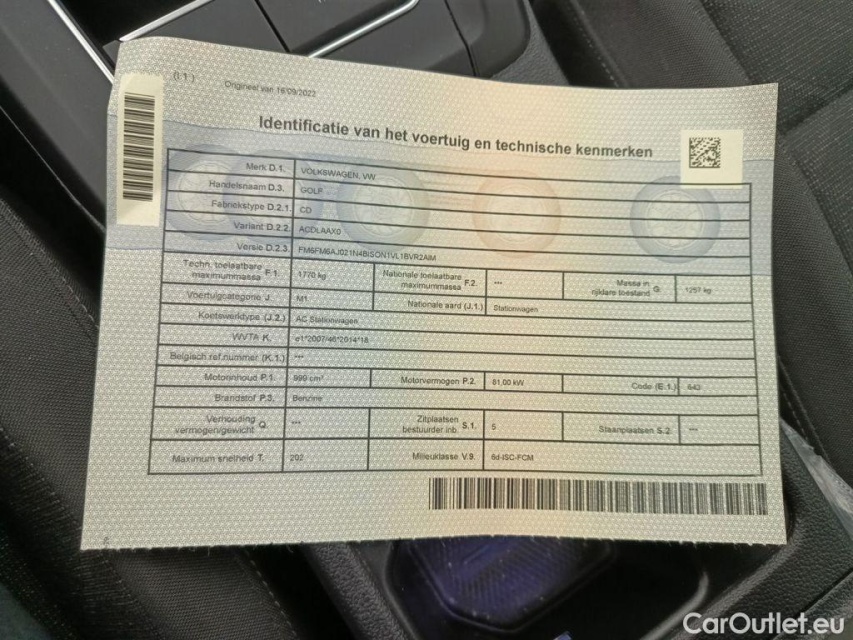 (I.1)
Origineel van 16/09/2022
Identificatie van het voertuig en technische kenmerken
Merk D.1. VOLKSWAGEN, VW
Handelsnaam D.3. GOLF
Fabriekstype D.2.1. CD
Variant D.2.2. ACDLAAX0
Versie D.2.3. FM6FM6AJ021N4BISON1VL16VR2AIM
Techn. toelaatbare maximummassa F.1. 1770 kg Nationale toelaatbare maximummassa F.2. *** Massa in rijklare toestand G. 1257 kg
Voertuigcategorie J. M1 Nationale aard (J.1.) Stationwagen
Koetswerktype (J.2.) AC Stationwagen
WVTA K. e1*2007/46*2014*18
Belgisch ref.nummer (K.1.) ***
Motorinhoud P.1. 999 cm³ Motorvermogen P.2. 81,00 kW Code (E.1.) 643
Brandstof P.3. Benzine
Verhouding vermogen/gewicht Q. *** Zitplaatsen bestuurder inb. S.1. 5 Staanplaatsen S.2. ***
Maximum snelheid T. 202 Milieuklasse V.9. 6d-ISC-FCM
CarOutlet.eu